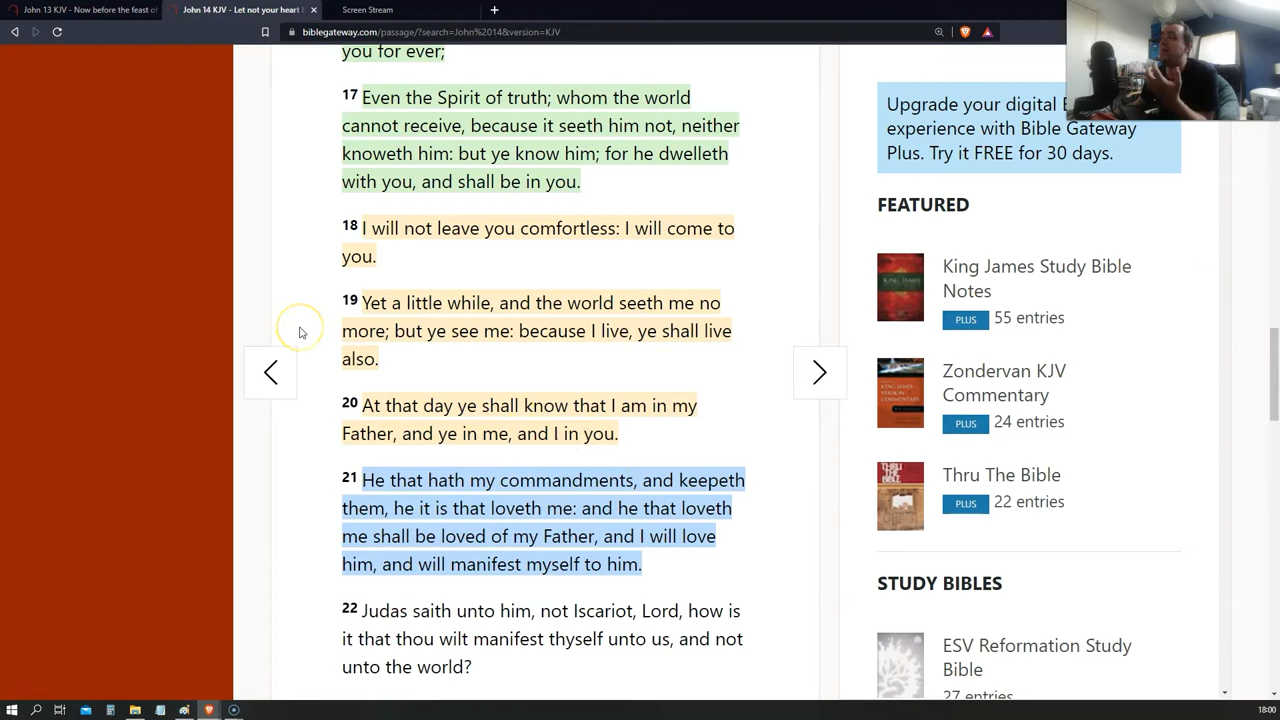 John 13 KJV - Now before the feast of
John 14 KJV - Let not your heart
Screen Stream
biblegateway.com/passage/?search=John%2014&version=KJV
you for ever;
17 Even the Spirit of truth; whom the world
cannot receive, because it seeth him not, neither
knoweth him: but ye know him; for he dwelleth
with you, and shall be in you.
18 I will not leave you comfortless: I will come to
you.
19 Yet a little while, and the world seeth me no
more; but ye see me: because I live, ye shall live
also.
20 At that day ye shall know that I am in my
Father, and ye in me, and I in you.
21 He that hath my commandments, and keepeth
them, he it is that loveth me: and he that loveth
me shall be loved of my Father, and I will love
him, and will manifest myself to him.
22 Judas saith unto him, not Iscariot, Lord, how is
it that thou wilt manifest thyself unto us, and not
unto the world?
Upgrade your digital
experience with Bible Gateway
Plus. Try it FREE for 30 days.
FEATURED
King James Study Bible
Notes
PLUS 55 entries
Zondervan KJV
Commentary
PLUS 24 entries
Thru The Bible
PLUS 22 entries
STUDY BIBLES
ESV Reformation Study
Bible
27 entries
18:00